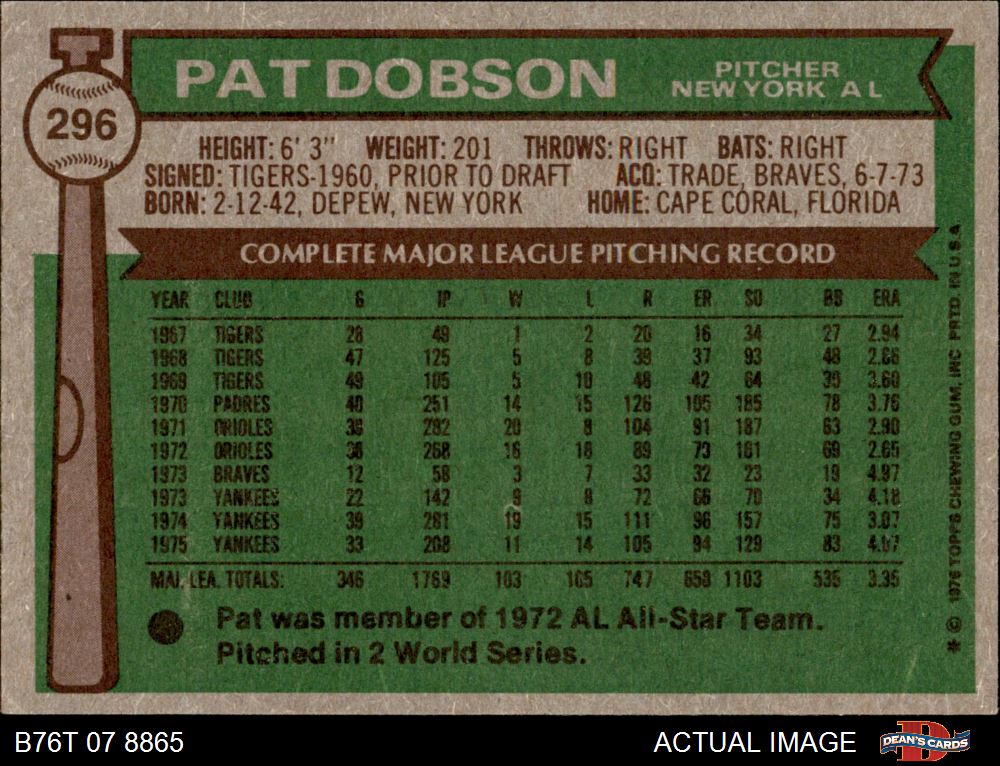 T
296
PAT DOBSON
PITCHER
NEW YORK A L
HEIGHT: 6' 3" WEIGHT: 201 THROWS: RIGHT BATS: RIGHT
SIGNED: TIGERS-1960, PRIOR TO DRAFT ACQ: TRADE, BRAVES, 6-7-73
BORN: 2-12-42, DEPEW, NEW YORK HOME: CAPE CORAL, FLORIDA
COMPLETE MAJOR LEAGUE PITCHING RECORD
YEAR CLUB G IP W L R ER SO BB ERA
1967 TIGERS 28 49 1 2 20 16 34 27 2.94
1968 TIGERS 47 125 5 8 39 37 93 48 2.66
1969 TIGERS 49 105 5 10 48 42 64 39 3.60
1970 PADRES 40 251 14 15 126 105 185 78 3.76
1971 ORIOLES 38 282 20 8 104 91 187 63 2.90
1972 ORIOLES 38 268 16 18 89 79 161 69 2.65
1973 BRAVES 12 58 3 7 33 32 23 19 4.97
1973 YANKEES 22 142 9 8 72 66 70 34 4.18
1974 YANKEES 39 281 19 15 111 96 157 75 3.07
1975 YANKEES 33 208 11 14 105 94 129 83 4.07
MAJ. LEA. TOTALS: 346 1769 103 105 747 658 1103 535 3.35
Pat was member of 1972 AL All-Star Team.
Pitched in 2 World Series.
* © 1976 TOPPS CHEWING GUM, INC. PRTD. IN U.S.A.
B76T 07 8865
ACTUAL IMAGE
D
DEAN'S CARDS